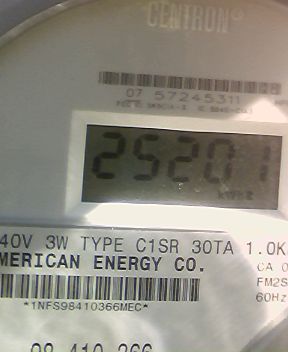 CENTRON®
07 57245311
25201
40V 3W TYPE C1SR 30TA 1.0K
MERICAN ENERGY CO.
CA 0
FM2S
60Hz
*1NFS98410366MEC*
98 410 366